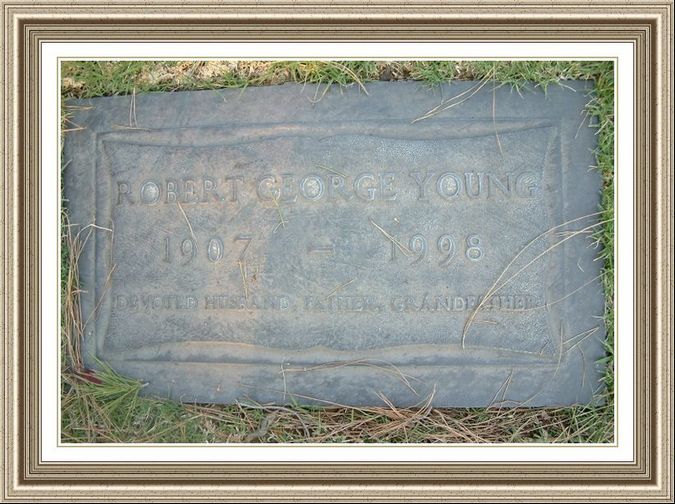 ROBERT GEORGE YOUNG
1907 – 1998
DEVOTED HUSBAND, FATHER, GRANDFATHER